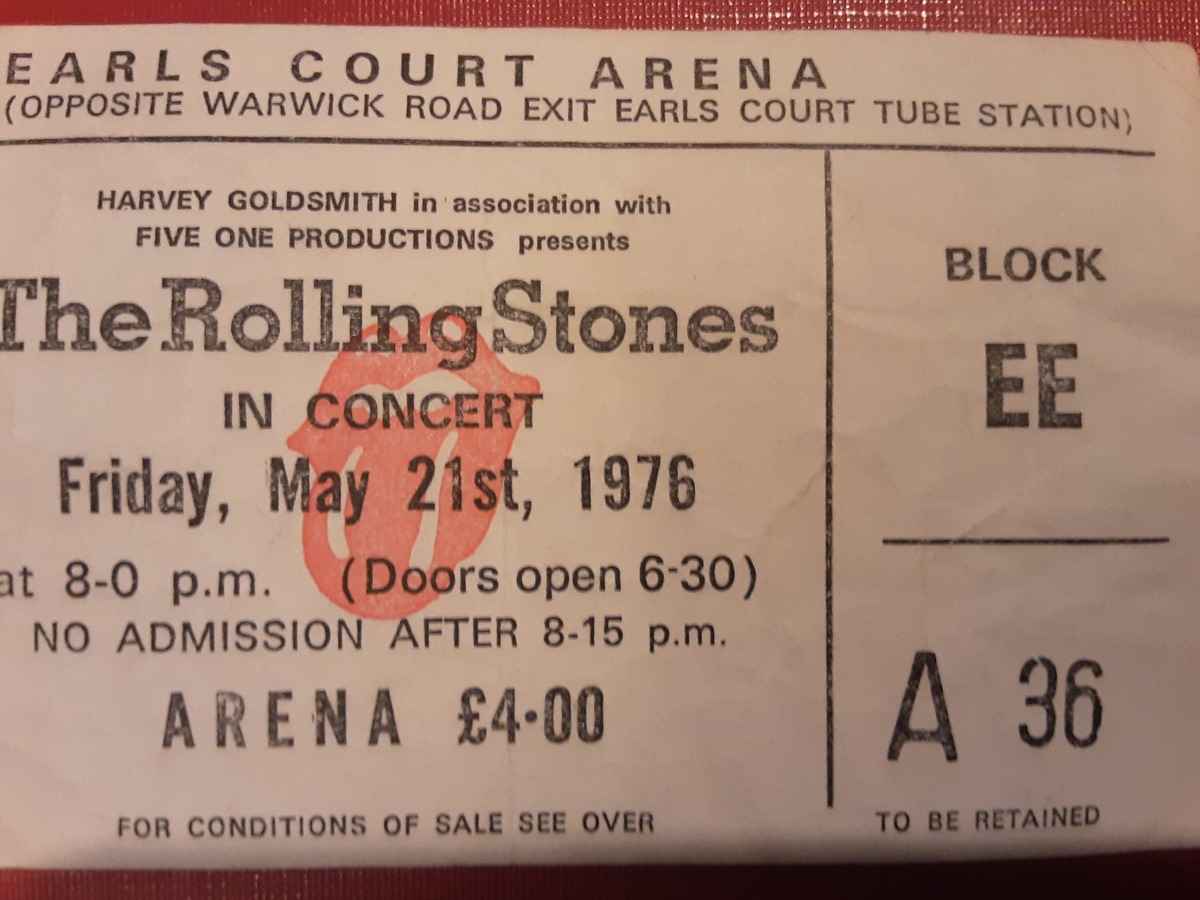 EARLS COURT ARENA
(OPPOSITE WARWICK ROAD EXIT EARLS COURT TUBE STATION)
HARVEY GOLDSMITH in association with
FIVE ONE PRODUCTIONS presents
The Rolling Stones
IN CONCERT
Friday, May 21st, 1976
at 8-0 p.m. (Doors open 6-30)
NO ADMISSION AFTER 8-15 p.m.
ARENA £4·00
FOR CONDITIONS OF SALE SEE OVER
BLOCK
EE
A 36
TO BE RETAINED